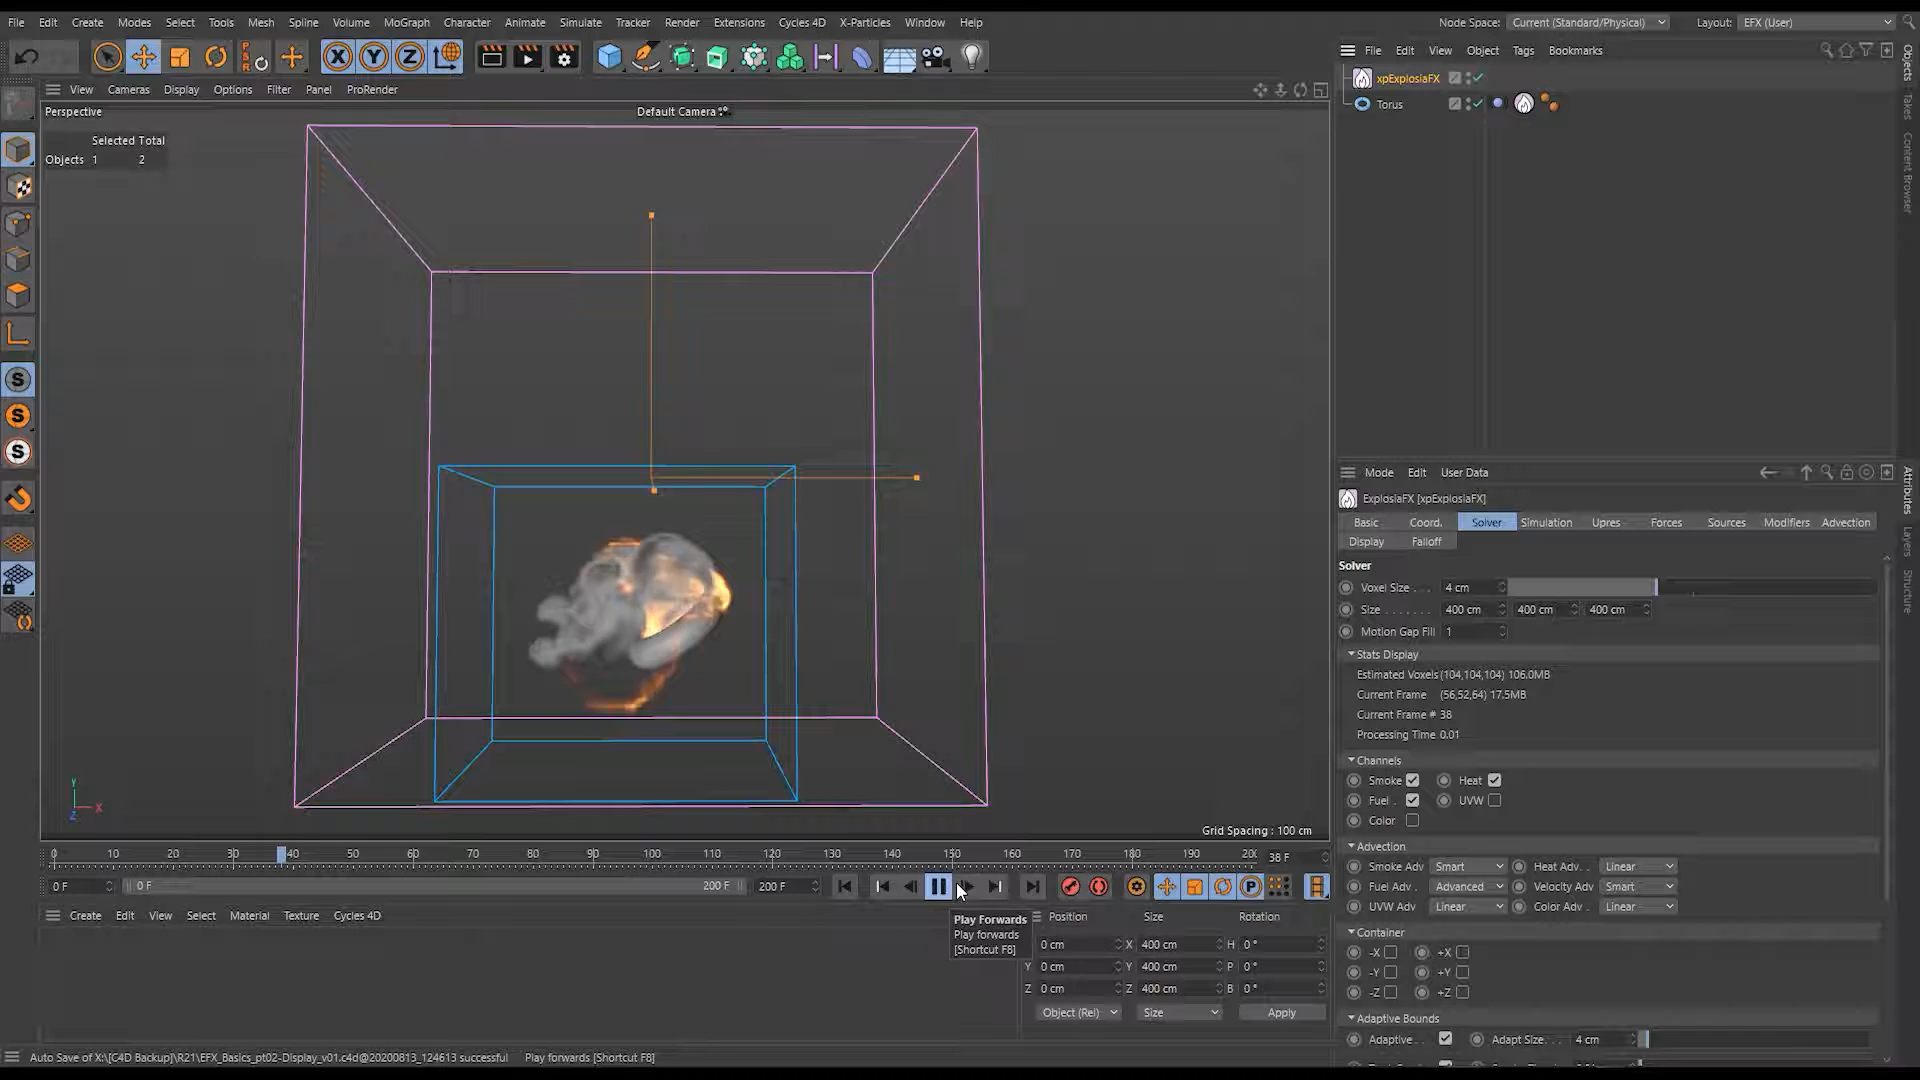 File Edit Create Modes Select Tools Mesh Spline Volume MoGraph Character Animate Simulate Tracker Render Extensions Cycles 4D X-Particles Window Help
Node Space: Current (Standard/Physical) Layout: EFX (User)
File Edit View Object Tags Bookmarks
X Y Z
PSR
View Cameras Display Options Filter Panel ProRender
Perspective
Default Camera
Selected Total
Objects 1 2
xpExplosiaFX
Torus
Objects
Takes
Content Browser
Mode Edit User Data
ExplosiaFX [xpExplosiaFX]
Basic Coord. Solver Simulation Upres Forces Sources Modifiers Advection
Display Falloff
Attributes
Layers
Structure
Solver
Voxel Size . . . 4 cm
Size . . . . . . . 400 cm 400 cm 400 cm
Motion Gap Fill 1
Stats Display
Estimated Voxels (104,104,104) 106.0MB
Current Frame (56,52,64) 17.5MB
Current Frame # 38
Processing Time 0.01
Channels
Smoke Heat
Fuel . UVW
Color
Advection
Smoke Adv Smart Heat Adv. . Linear
Fuel Adv . Advanced Velocity Adv Smart
UVW Adv Linear Color Adv . Linear
Container
-X +X
-Y +Y
-Z +Z
Adaptive Bounds
Adaptive . . Adapt Size. . . 4 cm
S
S
S
Y
X
Z
Grid Spacing : 100 cm
0 10 20 30 40 50 60 70 80 90 100 110 120 130 140 150 160 170 180 190 20 38 F
0 F 0 F 200 F 200 F
P
Create Edit View Select Material Texture Cycles 4D
Play Forwards
Play forwards
[Shortcut F8]
Position Size Rotation
0 cm X 400 cm H 0 °
Y 0 cm Y 400 cm P 0 °
Z 0 cm Z 400 cm B 0 °
Object (Rel) Size Apply
Auto Save of X:\[C4D Backup]\R21\EFX_Basics_pt02-Display_v01.c4d@20200813_124613 successful Play forwards [Shortcut F8]